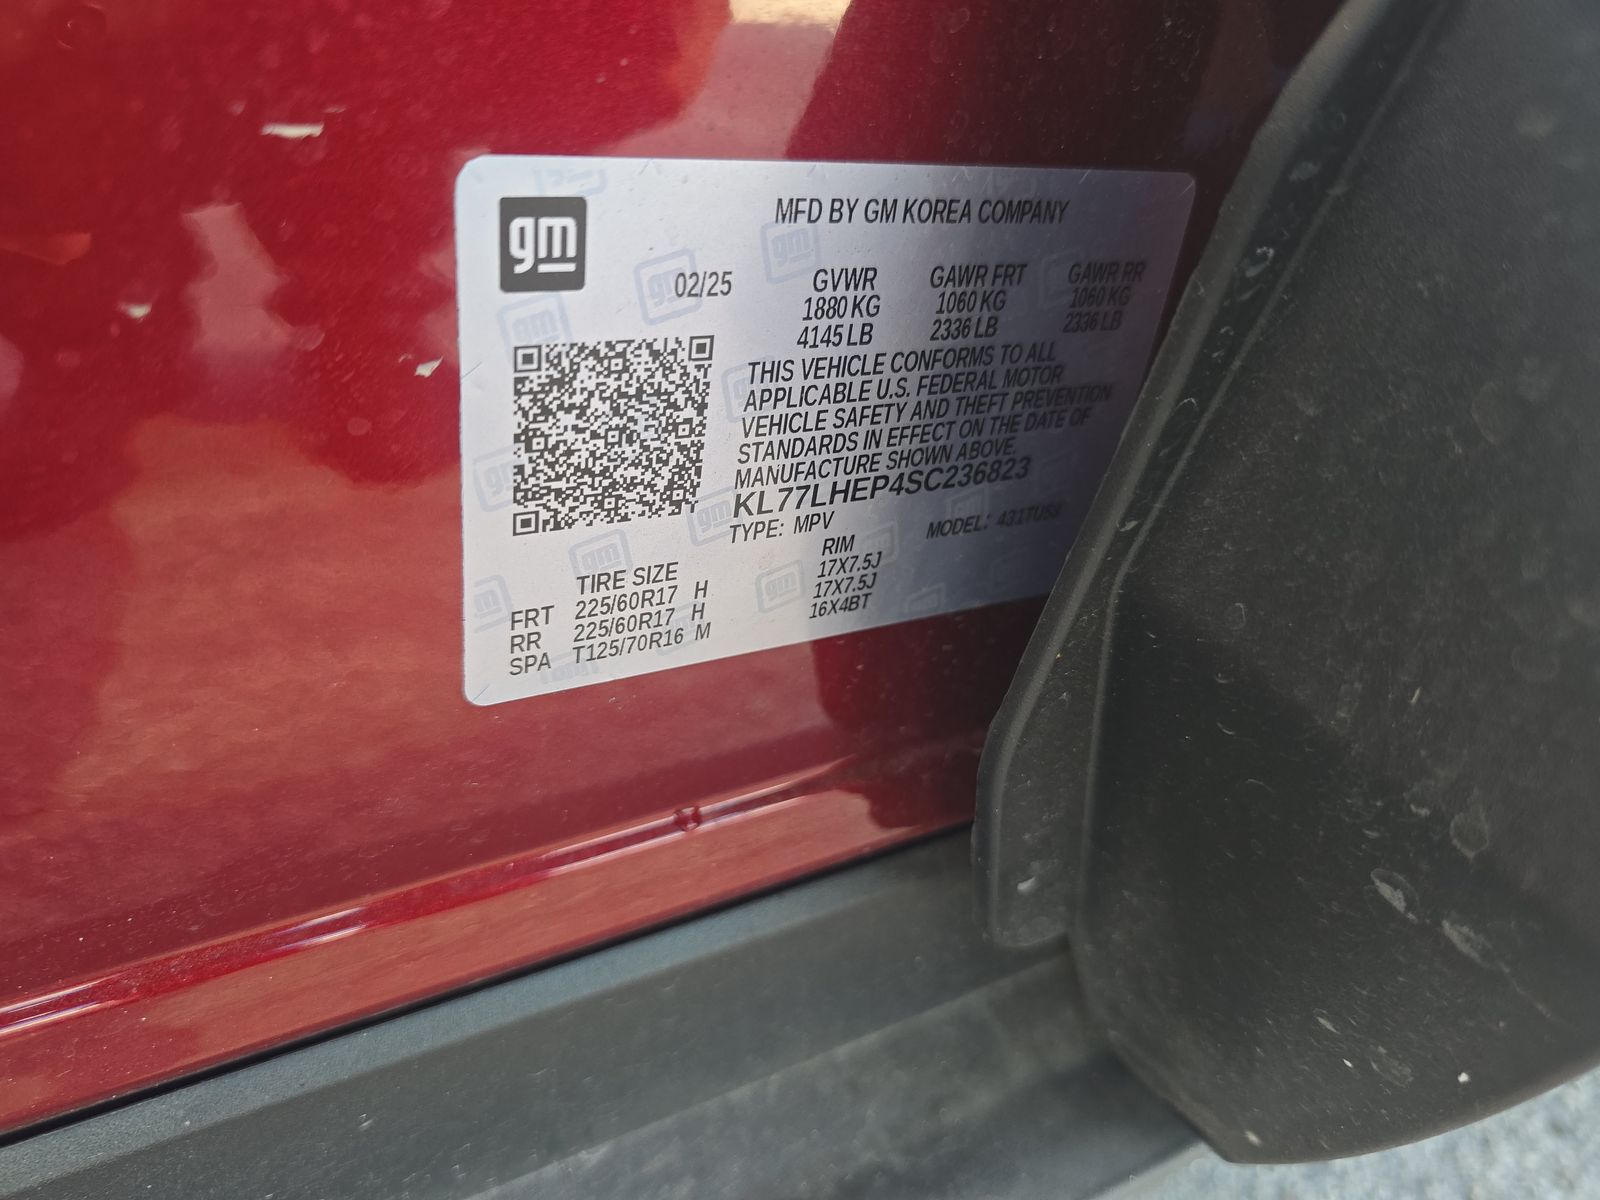 gm
MFD BY GM KOREA COMPANY
02/25
GVWR GAWR FRT GAWR RR
1880 KG 1060 KG 1060 KG
4145 LB 2336 LB 2336 LB
THIS VEHICLE CONFORMS TO ALL
APPLICABLE U.S. FEDERAL MOTOR
VEHICLE SAFETY AND THEFT PREVENTION
STANDARDS IN EFFECT ON THE DATE OF
MANUFACTURE SHOWN ABOVE.
KL77LHEP4SC236823
TYPE: MPV MODEL:
TIRE SIZE RIM
FRT 225/60R17 H 17X7.5J
RR 225/60R17 H 17X7.5J
SPA T125/70R16 M 16X4BT